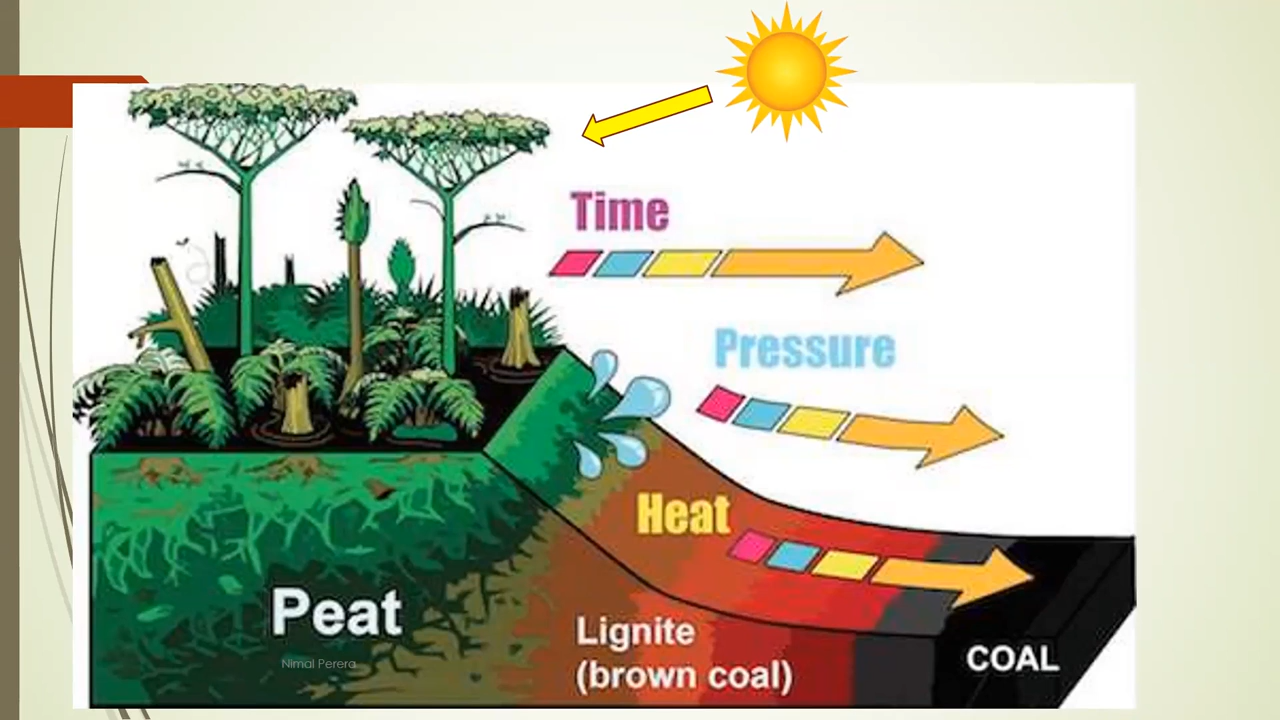 Time
Pressure
Heat
Peat
Lignite
(brown coal)
COAL
Nimal Perera